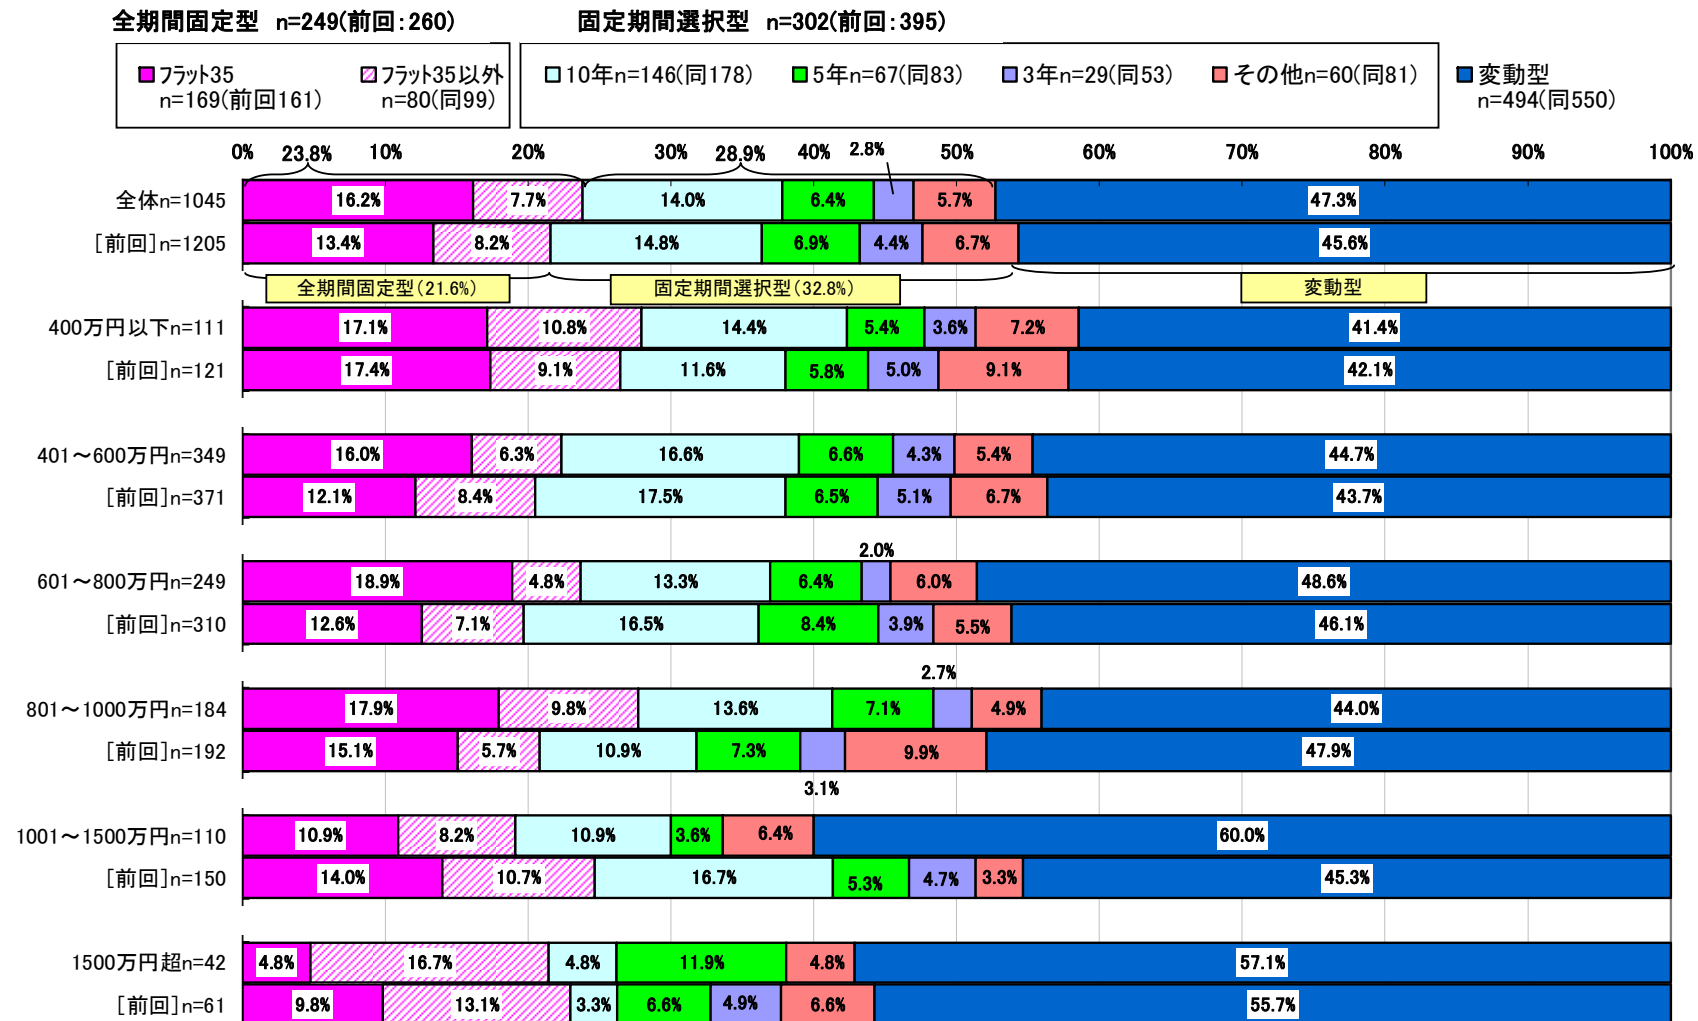 全期間固定型 n=249(前回:260) 固定期間選択型 n=302(前回:395)
フラット35 フラット35以外 10年n=146(同178) 5年n=67(同83) 3年n=29(同53) その他n=60(同81) 変動型
n=169(前回161) n=80(同99) n=494(同550)
0% 23.8% 10% 20% 30% 28.9% 40% 2.8% 50% 60% 70% 80% 90% 100%
全体n=1045 16.2% 7.7% 14.0% 6.4% 5.7% 47.3%
[前回]n=1205 13.4% 8.2% 14.8% 6.9% 4.4% 6.7% 45.6%
全期間固定型(21.6%) 固定期間選択型(32.8%) 変動型
400万円以下n=111 17.1% 10.8% 14.4% 5.4% 3.6% 7.2% 41.4%
[前回]n=121 17.4% 9.1% 11.6% 5.8% 5.0% 9.1% 42.1%
401～600万円n=349 16.0% 6.3% 16.6% 6.6% 4.3% 5.4% 44.7%
[前回]n=371 12.1% 8.4% 17.5% 6.5% 5.1% 6.7% 43.7%
2.0%
601～800万円n=249 18.9% 4.8% 13.3% 6.4% 6.0% 48.6%
[前回]n=310 12.6% 7.1% 16.5% 8.4% 3.9% 5.5% 46.1%
2.7%
801～1000万円n=184 17.9% 9.8% 13.6% 7.1% 4.9% 44.0%
[前回]n=192 15.1% 5.7% 10.9% 7.3% 9.9% 47.9%
3.1%
1001～1500万円n=110 10.9% 8.2% 10.9% 3.6% 6.4% 60.0%
[前回]n=150 14.0% 10.7% 16.7% 5.3% 4.7% 3.3% 45.3%
1500万円超n=42 4.8% 16.7% 4.8% 11.9% 4.8% 57.1%
[前回]n=61 9.8% 13.1% 3.3% 6.6% 4.9% 6.6% 55.7%